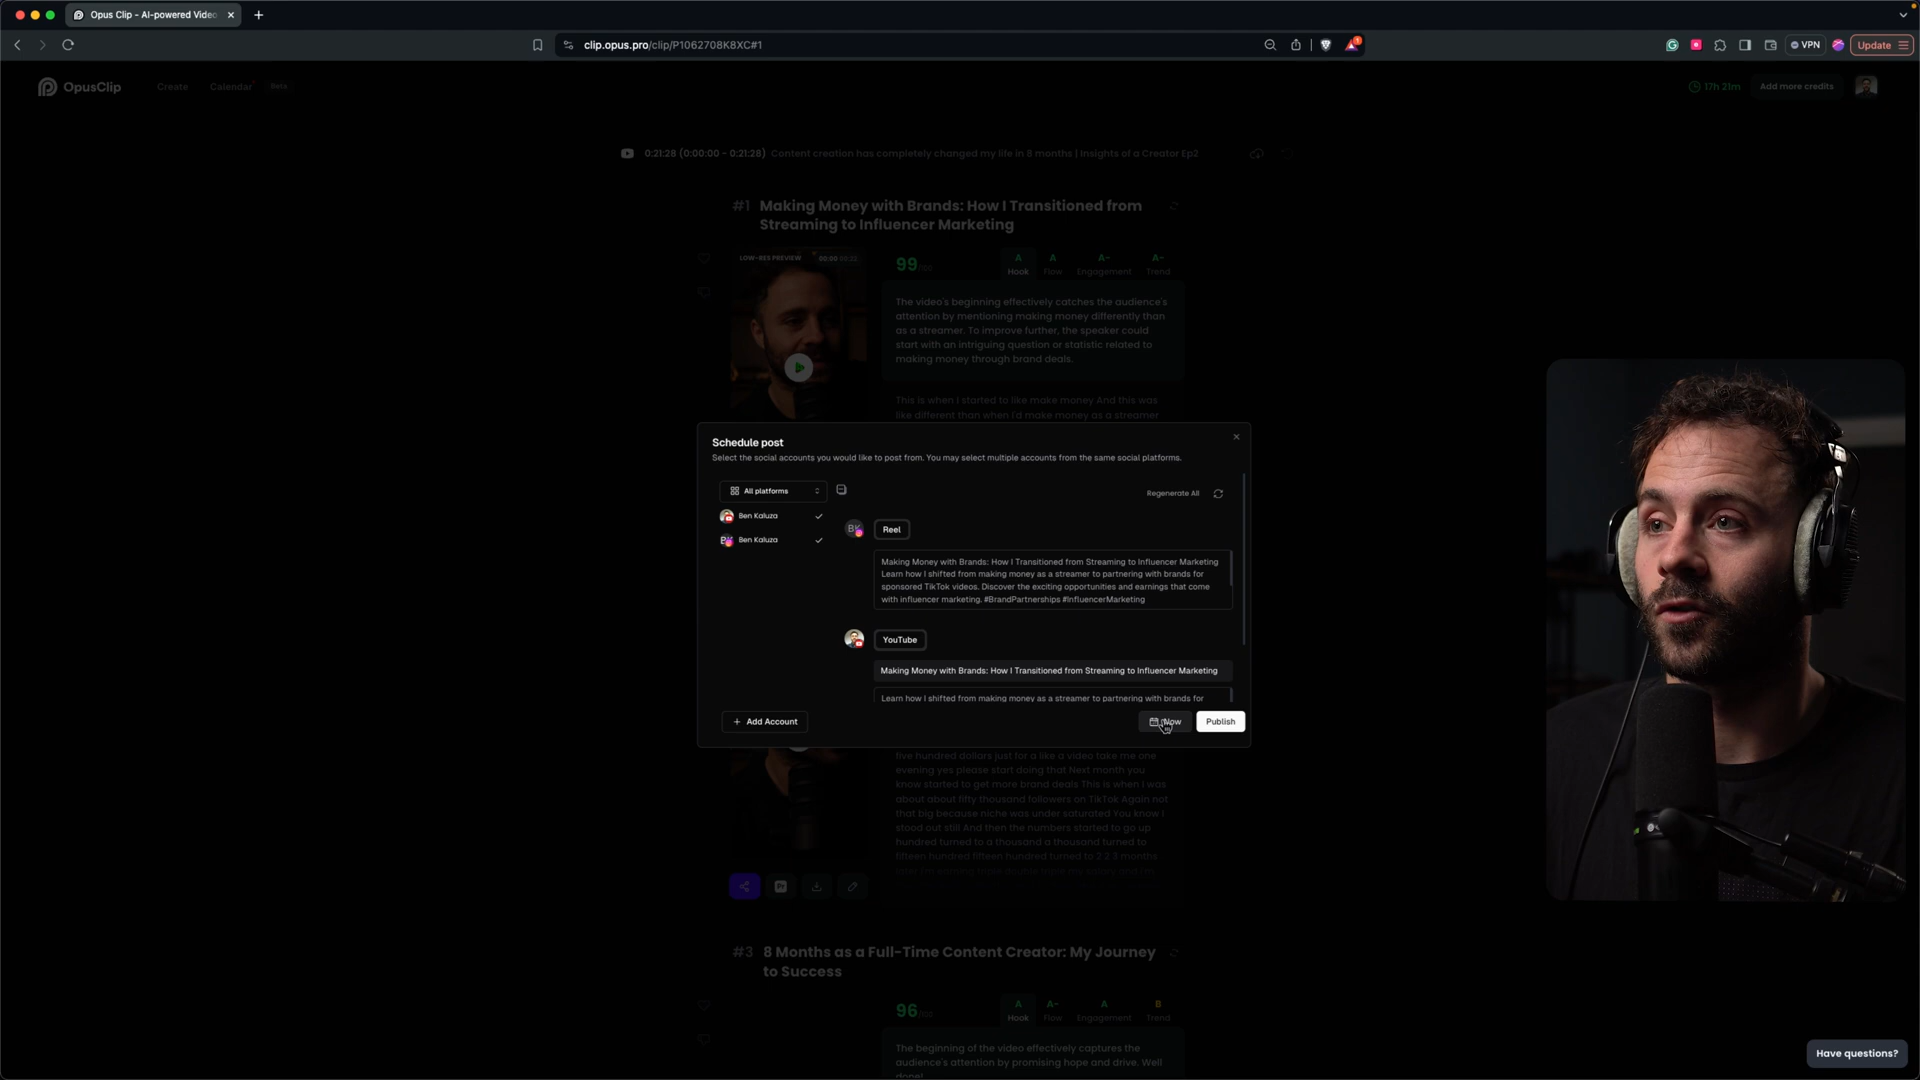 Opus Clip - AI-powered Video
clip.opus.pro/clip/P1062708K8XC#1
VPN
Update
OpusClip
Create
Calendar
Beta
17h 21m
Add more credits
0:21:28 (0:00:00 - 0:21:28) Content creation has completely changed my life in 8 months | Insights of a Creator Ep2
#1 Making Money with Brands: How I Transitioned from
Streaming to Influencer Marketing
LOW-RES PREVIEW
99/100
A
Hook
A
Flow
A-
Engagement
A-
Trend
The video's beginning effectively catches the audience's
attention by mentioning making money differently than
as a streamer. To improve further, the speaker could
start with an intriguing question or statistic related to
making money through brand deals.
This is when I started to like make money And this was
like different than when I'd make money as a streamer
Schedule post
Select the social accounts you would like to post from. You may select multiple accounts from the same social platforms.
All platforms
Regenerate All
Ben Kaluza
Ben Kaluza
BK
Reel
Making Money with Brands: How I Transitioned from Streaming to Influencer Marketing
Learn how I shifted from making money as a streamer to partnering with brands for
sponsored TikTok videos. Discover the exciting opportunities and earnings that come
with influencer marketing. #BrandPartnerships #InfluencerMarketing
YouTube
Making Money with Brands: How I Transitioned from Streaming to Influencer Marketing
Learn how I shifted from making money as a streamer to partnering with brands for
+ Add Account
Now
Publish
five hundred dollars just for a like a video take me one
evening yes please start doing that Next month you
know started to get more brand deals This is when I was
about about fifty thousand followers on TikTok Again not
that big because niche was under saturated You know I
stood out still And then the numbers started to go up
hundred turned to a thousand a thousand turned to
fifteen hundred fifteen hundred turned to 2 2 3 months
#3 8 Months as a Full-Time Content Creator: My Journey
to Success
96/100
A
Hook
A-
Flow
A
Engagement
B
Trend
The beginning of the video effectively captures the
audience's attention by promising hope and drive. Well
done!
Have questions?